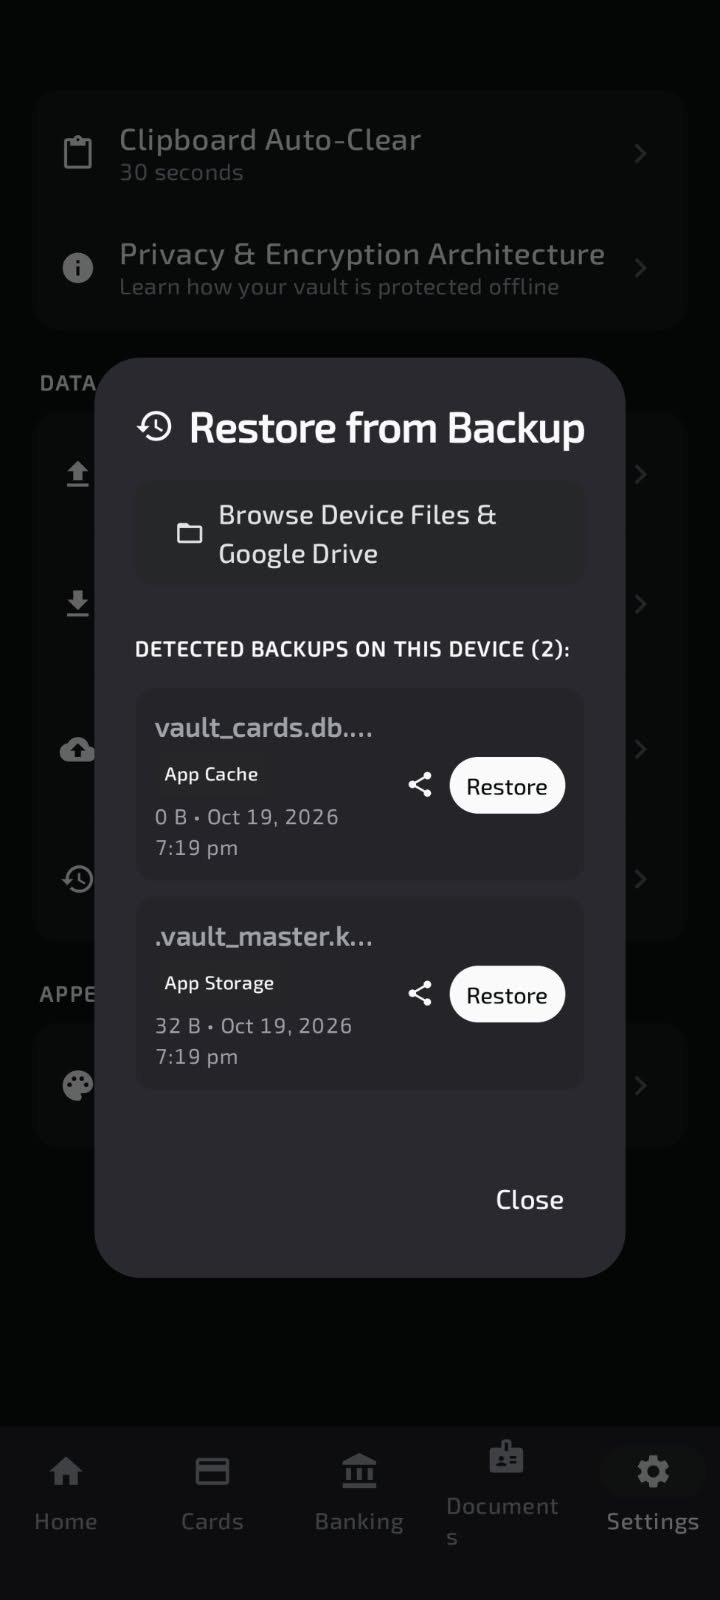 Clipboard Auto-Clear
30 seconds
Privacy & Encryption Architecture
Learn how your vault is protected offline
DATA
Restore from Backup
Browse Device Files &
Google Drive
DETECTED BACKUPS ON THIS DEVICE (2):
vault_cards.db....
App Cache
Restore
0 B • Oct 19, 2026
7:19 pm
.vault_master.k...
App Storage
Restore
32 B • Oct 19, 2026
7:19 pm
APPE
Close
Home
Cards
Banking
Document
s
Settings